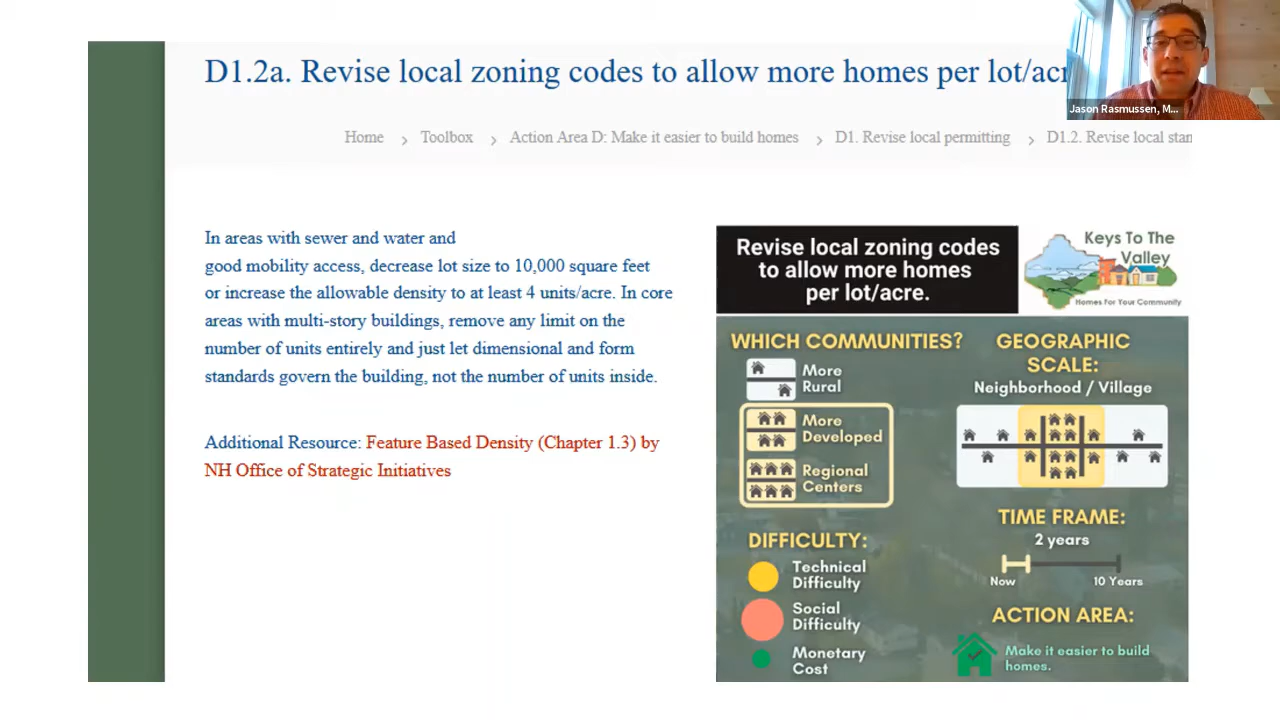 D1.2a. Revise local zoning codes to allow more homes per lot/acr
Jason Rasmussen, M...
Home > Toolbox > Action Area D: Make it easier to build homes > D1. Revise local permitting > D1.2. Revise local stan
In areas with sewer and water and
good mobility access, decrease lot size to 10,000 square feet
or increase the allowable density to at least 4 units/acre. In core
areas with multi-story buildings, remove any limit on the
number of units entirely and just let dimensional and form
standards govern the building, not the number of units inside.
Additional Resource: Feature Based Density (Chapter 1.3) by
NH Office of Strategic Initiatives
Revise local zoning codes
to allow more homes
per lot/acre.
Keys To The
Valley
Homes For Your Community
WHICH COMMUNITIES?
More
Rural
More
Developed
Regional
Centers
GEOGRAPHIC
SCALE:
Neighborhood / Village
DIFFICULTY:
Technical
Difficulty
Social
Difficulty
Monetary
Cost
TIME FRAME:
2 years
Now
10 Years
ACTION AREA:
Make it easier to build
homes.